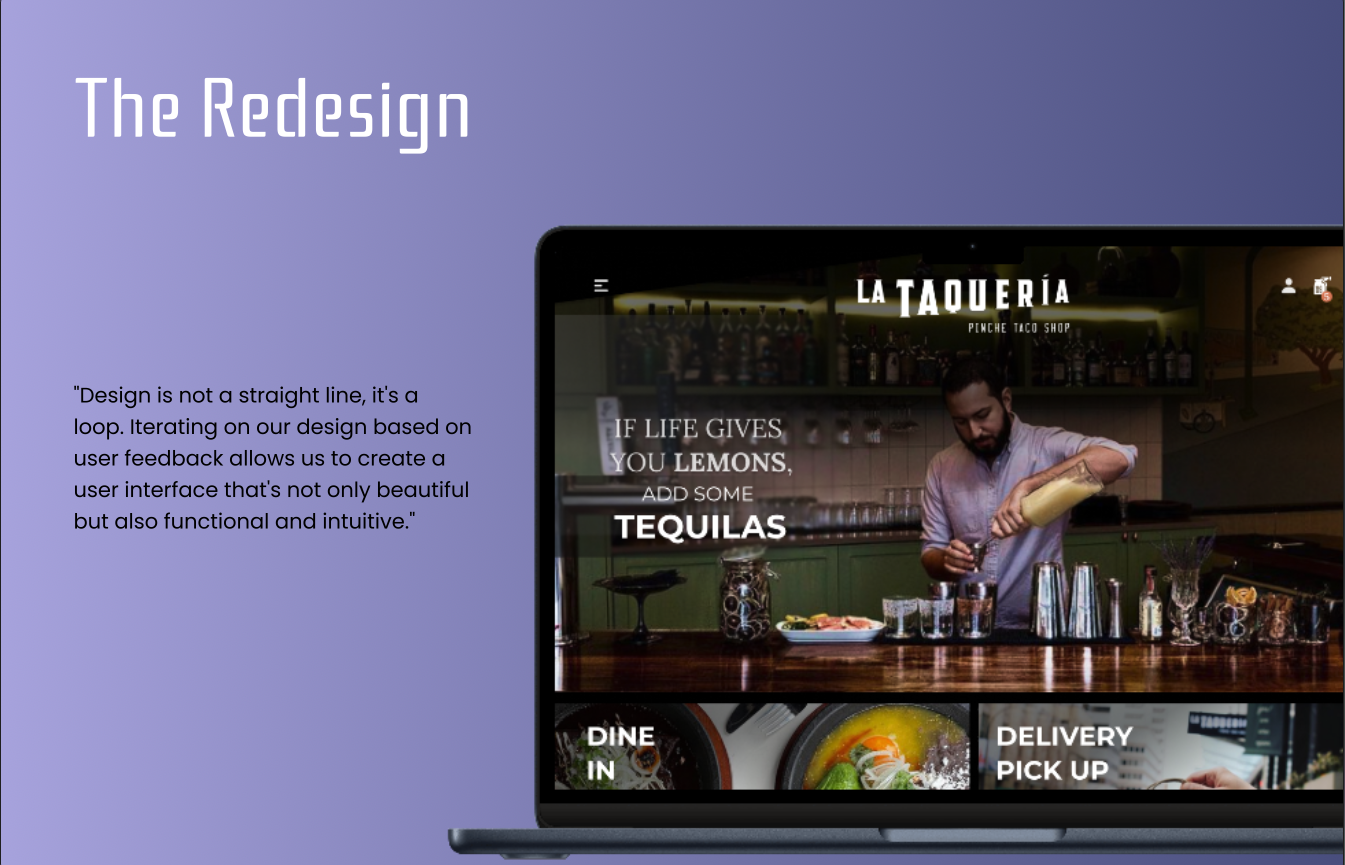 The Redesign
"Design is not a straight line, it's a
loop. Iterating on our design based on
user feedback allows us to create a
user interface that's not only beautiful
but also functional and intuitive."
LA TAQUERÍA
PINCHE TACO SHOP
IF LIFE GIVES
YOU LEMONS,
ADD SOME
TEQUILAS
DINE
IN
DELIVERY
PICK UP